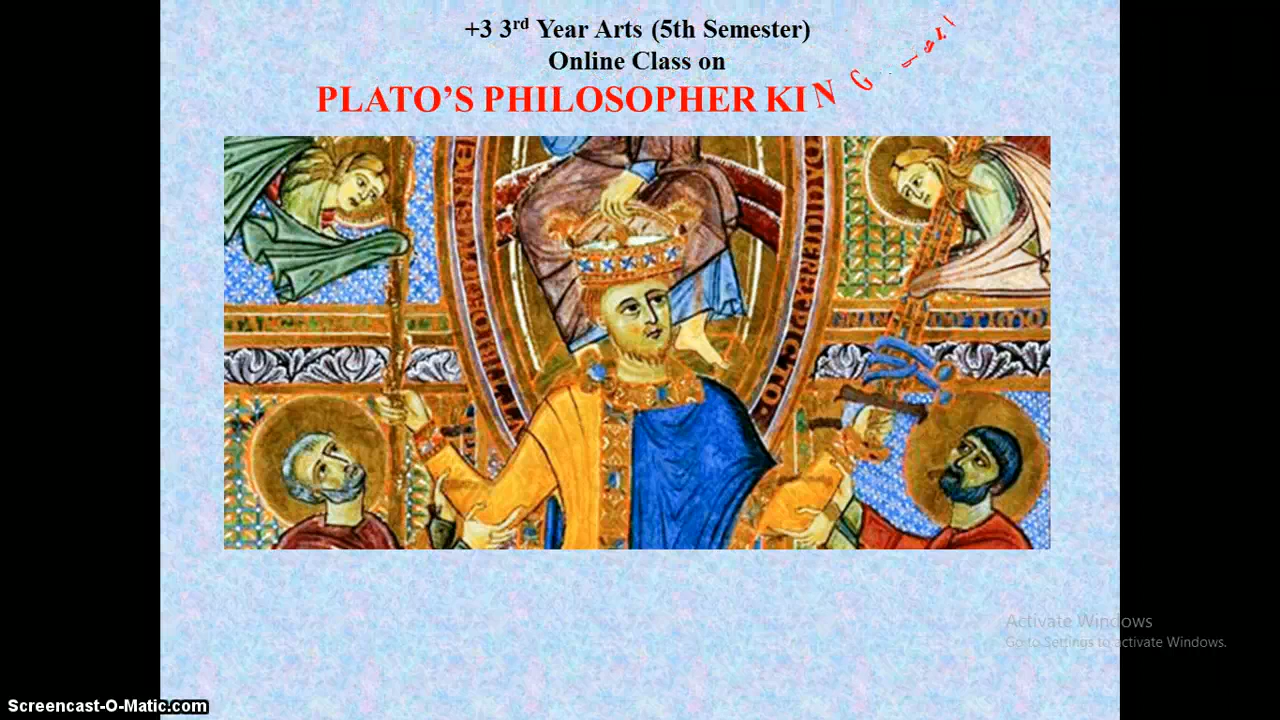 +3 3rd Year Arts (5th Semester)
Online Class on
PLATO'S PHILOSOPHER KING
Activate Windows
Go to Settings to activate Windows.
Screencast-O-Matic.com